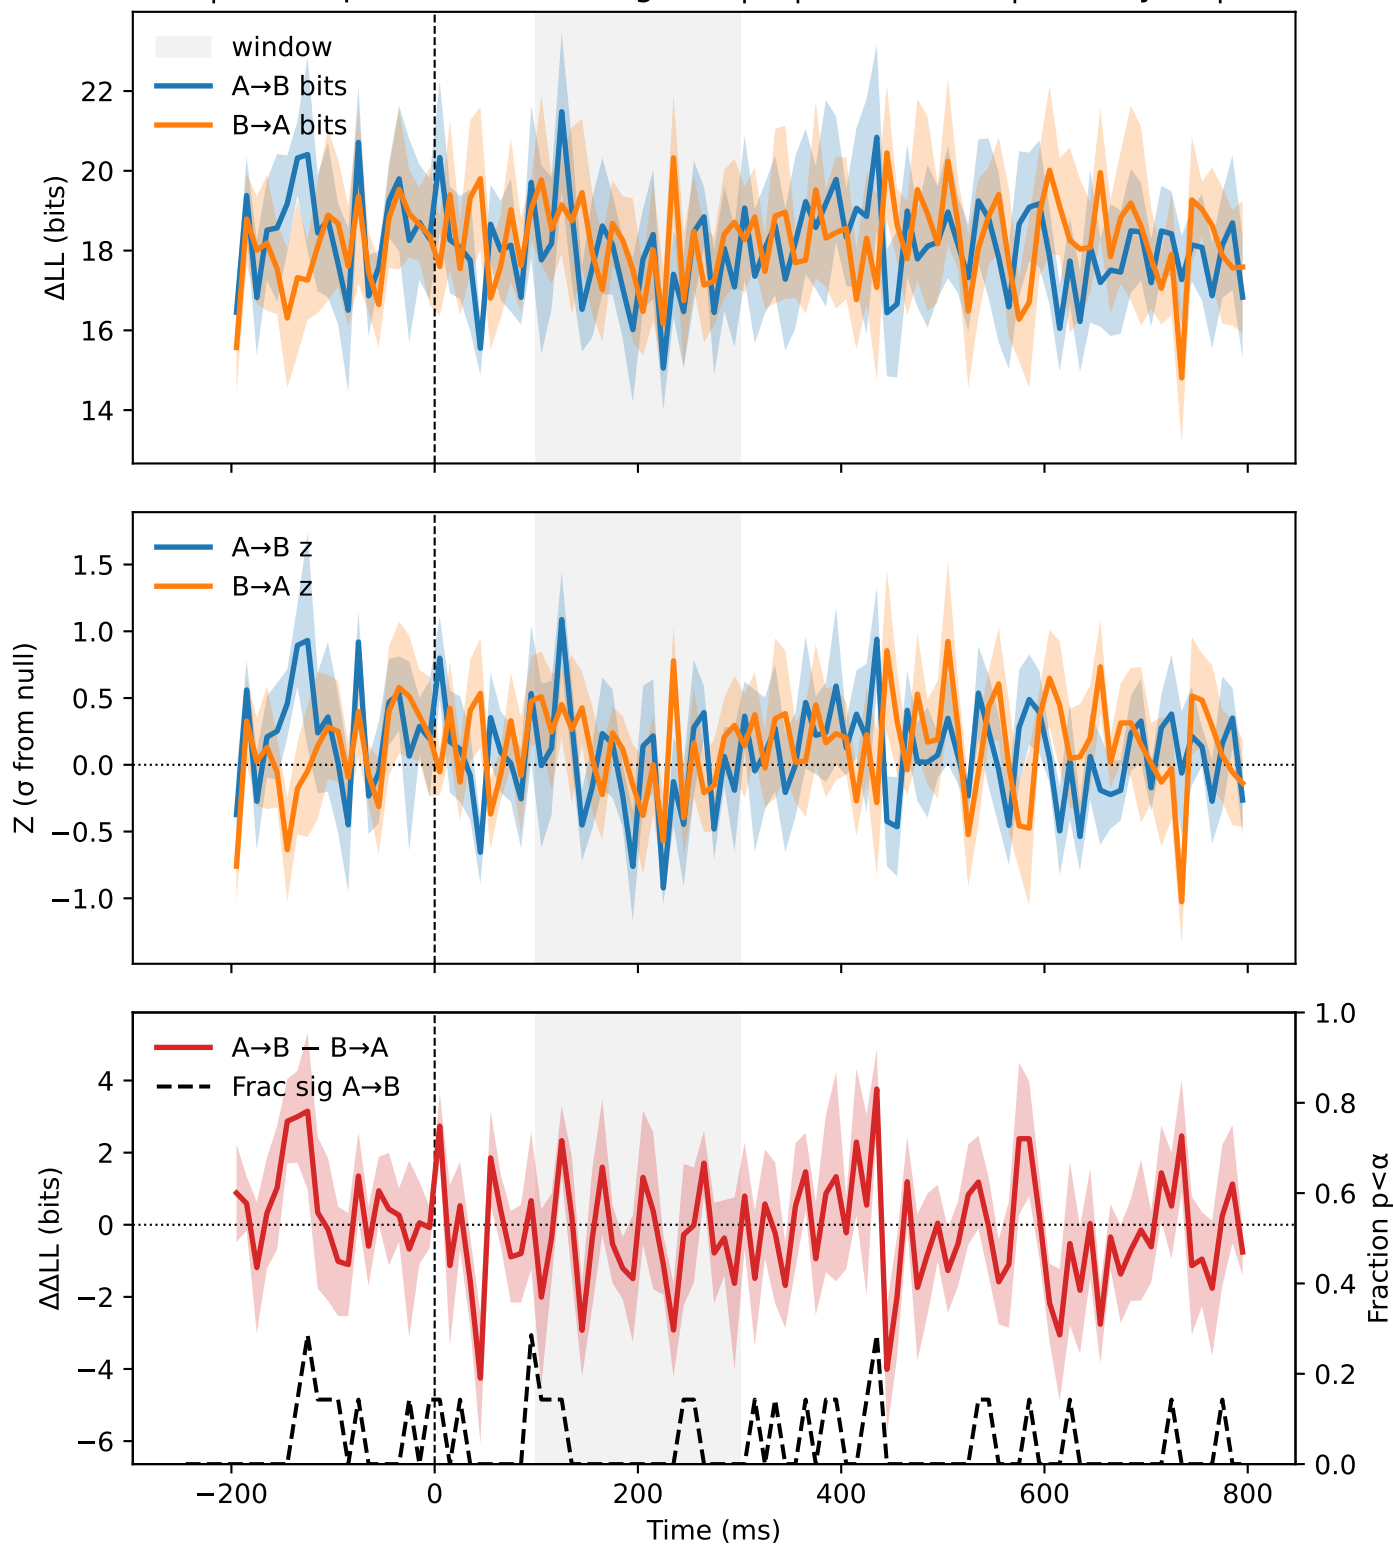 window
A→B bits
B→A bits
ΔLL (bits)
22
20
18
16
14
A→B z
B→A z
Z (σ from null)
1.5
1.0
0.5
0.0
−0.5
−1.0
A→B − B→A
Frac sig A→B
ΔΔLL (bits)
4
2
0
−2
−4
−6
1.0
0.8
0.6
0.4
0.2
0.0
Fraction p<α
−200 0 200 400 600 800
Time (ms)